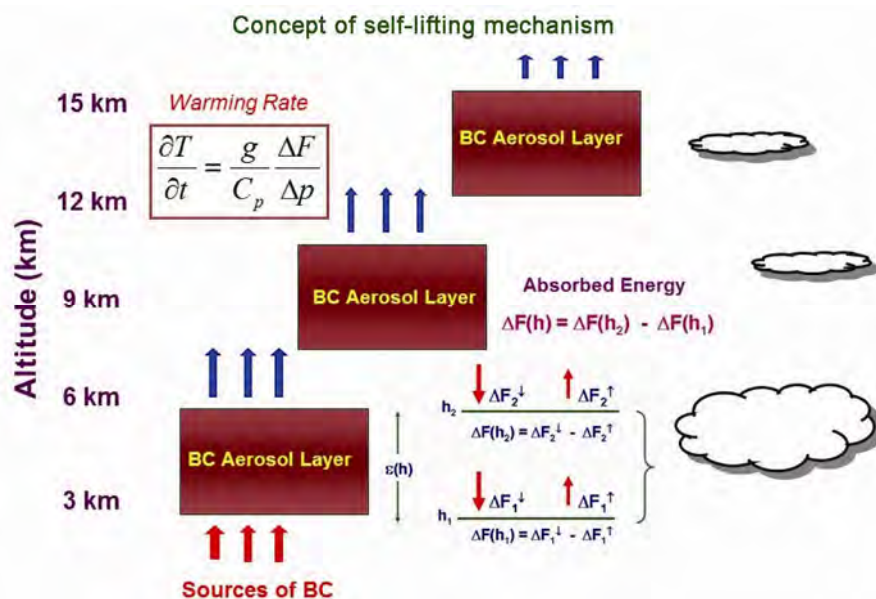 Concept of self-lifting mechanism
15 km
Warming Rate
∂T/∂t = g/Cₚ ΔF/Δp
BC Aerosol Layer
12 km
Altitude (km)
9 km
BC Aerosol Layer
Absorbed Energy
ΔF(h) = ΔF(h₂) - ΔF(h₁)
6 km
ΔF₂↓ ΔF₂↑
h₂
ΔF(h₂) = ΔF₂↓ - ΔF₂↑
BC Aerosol Layer
ε(h)
3 km
ΔF₁↓ ΔF₁↑
h₁
ΔF(h₁) = ΔF₁↓ - ΔF₁↑
Sources of BC